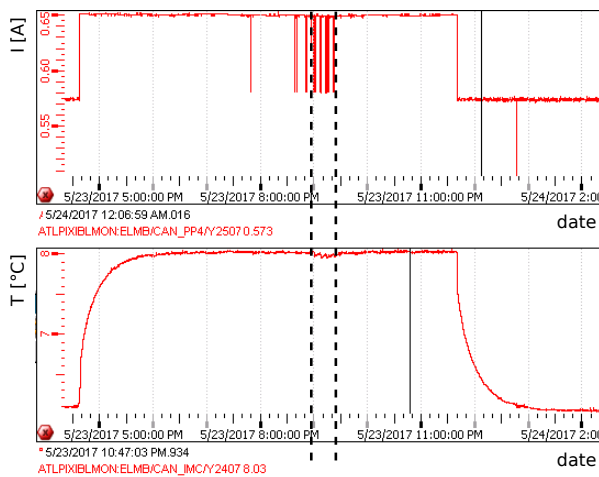 I [A]
0.65
0.60
0.55
5/23/2017 5:00:00 PM 5/23/2017 8:00:00 PM 5/23/2017 11:00:00 PM 5/24/2017 2:00
5/24/2017 12:06:59 AM.016
date
ATLPIXIBLMON:ELMB/CAN_PP4/Y2507 0.573
T [°C]
8
7
5/23/2017 5:00:00 PM 5/23/2017 8:00:00 PM 5/23/2017 11:00:00 PM 5/24/2017 2:00
5/23/2017 10:47:03 PM.934
date
ATLPIXIBLMON:ELMB/CAN_IMC/Y2407 8.03